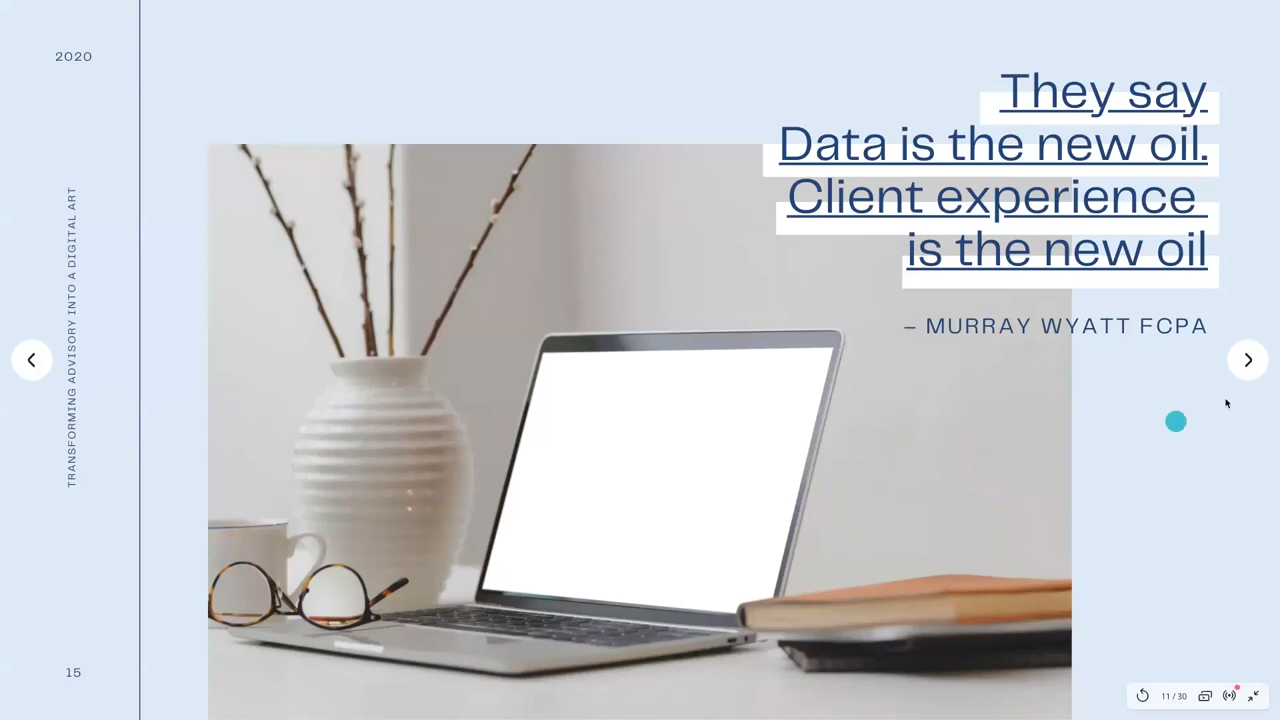 2020
TRANSFORMING ADVISORY INTO A DIGITAL ART
They say
Data is the new oil.
Client experience
is the new oil
– MURRAY WYATT FCPA
15
11 / 30